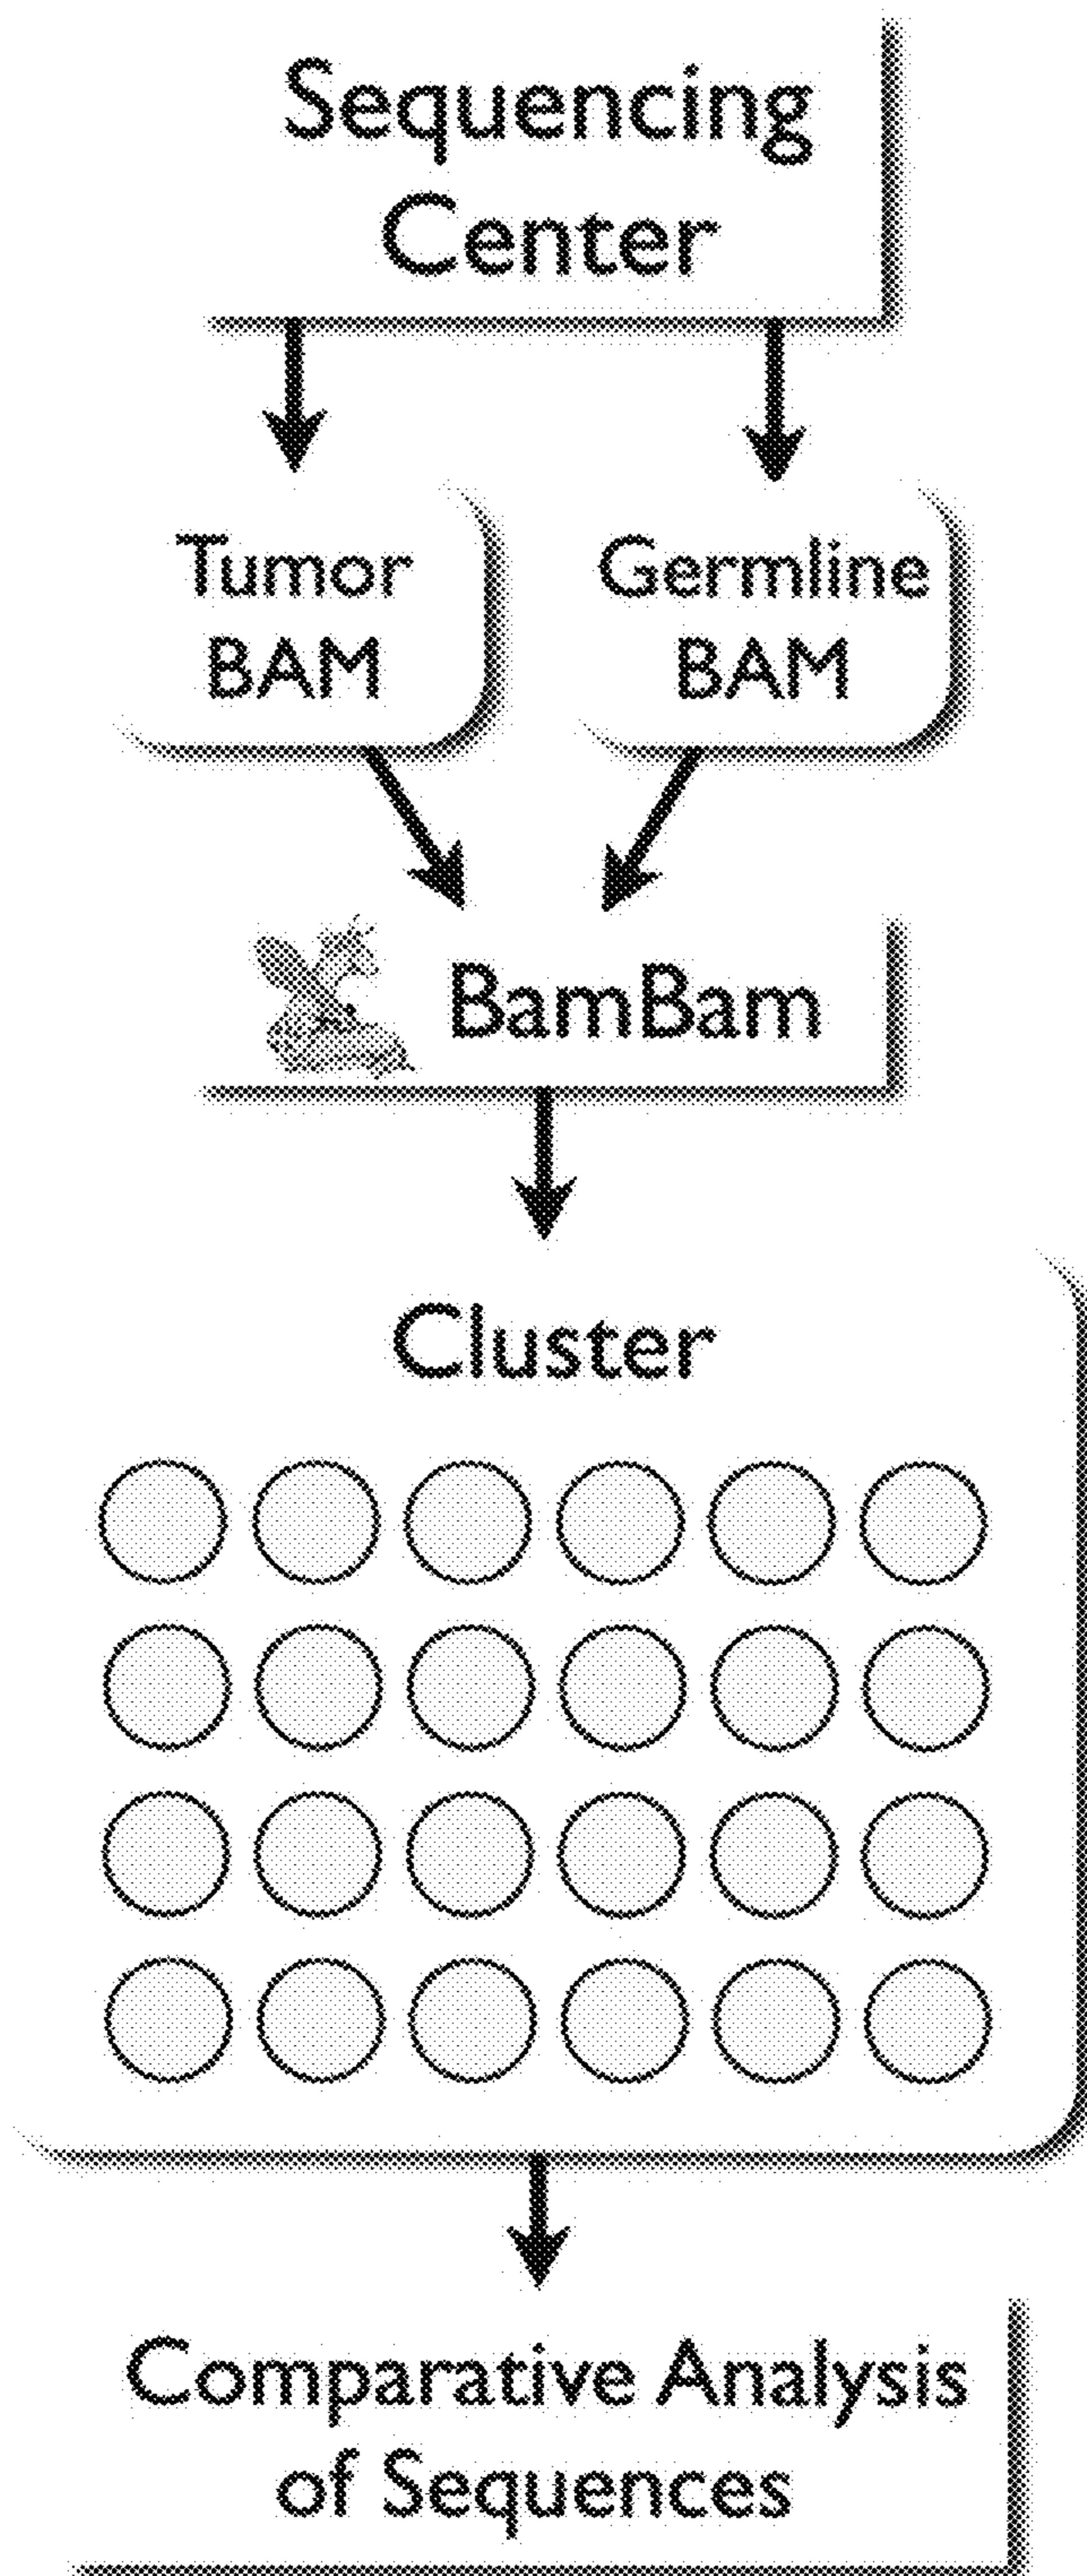 Sequencing
Center
Tumor
BAM
Germline
BAM
BamBam
Cluster
Comparative Analysis
of Sequences